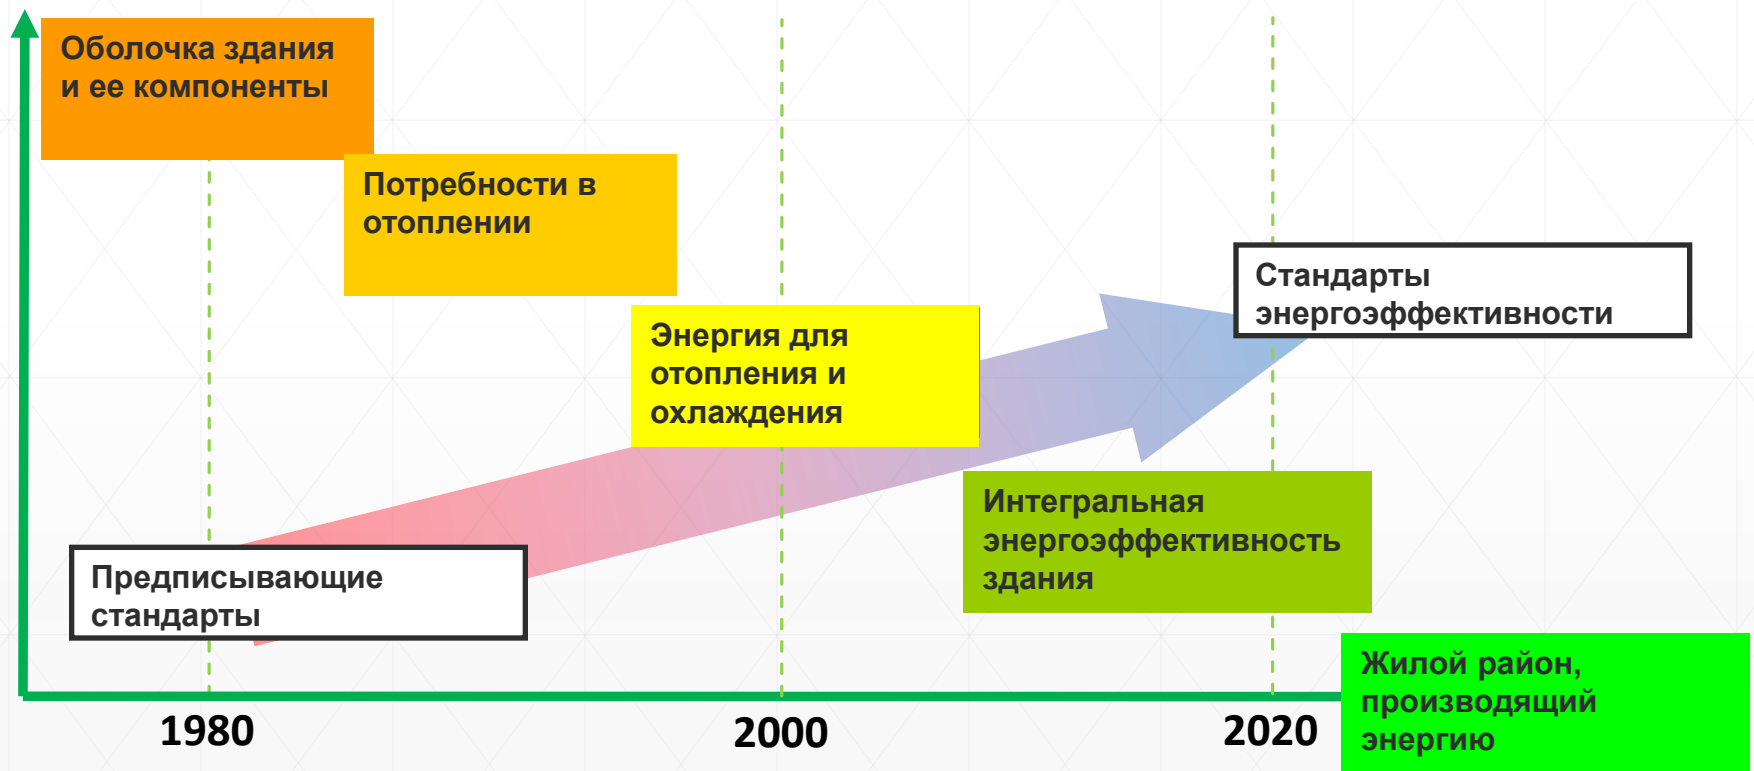 Оболочка здания
и ее компоненты
Потребности в
отоплении
Энергия для
отопления и
охлаждения
Стандарты
энергоэффективности
Интегральная
энергоэффективность
здания
Предписывающие
стандарты
Жилой район,
производящий
энергию
1980
2000
2020